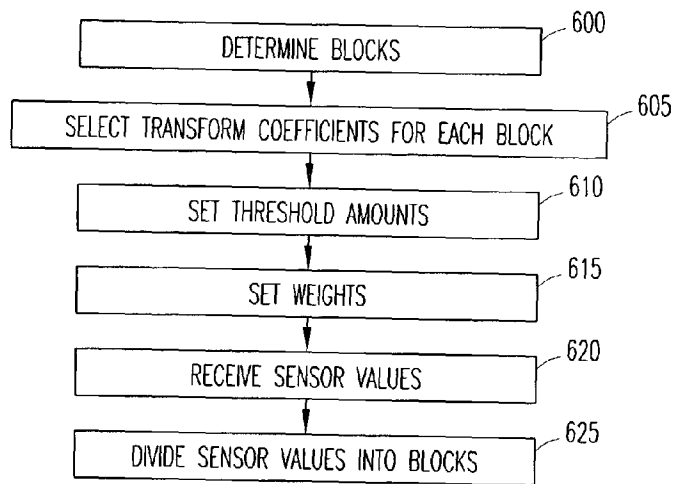 600
DETERMINE BLOCKS
605
SELECT TRANSFORM COEFFICIENTS FOR EACH BLOCK
610
SET THRESHOLD AMOUNTS
615
SET WEIGHTS
620
RECEIVE SENSOR VALUES
625
DIVIDE SENSOR VALUES INTO BLOCKS